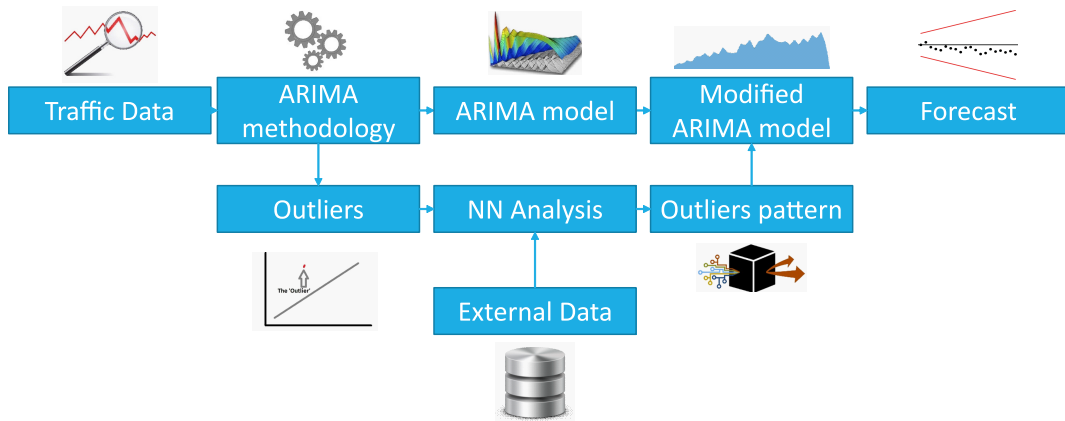 Traffic Data
ARIMA
methodology
ARIMA model
Modified
ARIMA model
Forecast
Outliers
NN Analysis
Outliers pattern
The 'Outlier'
External Data